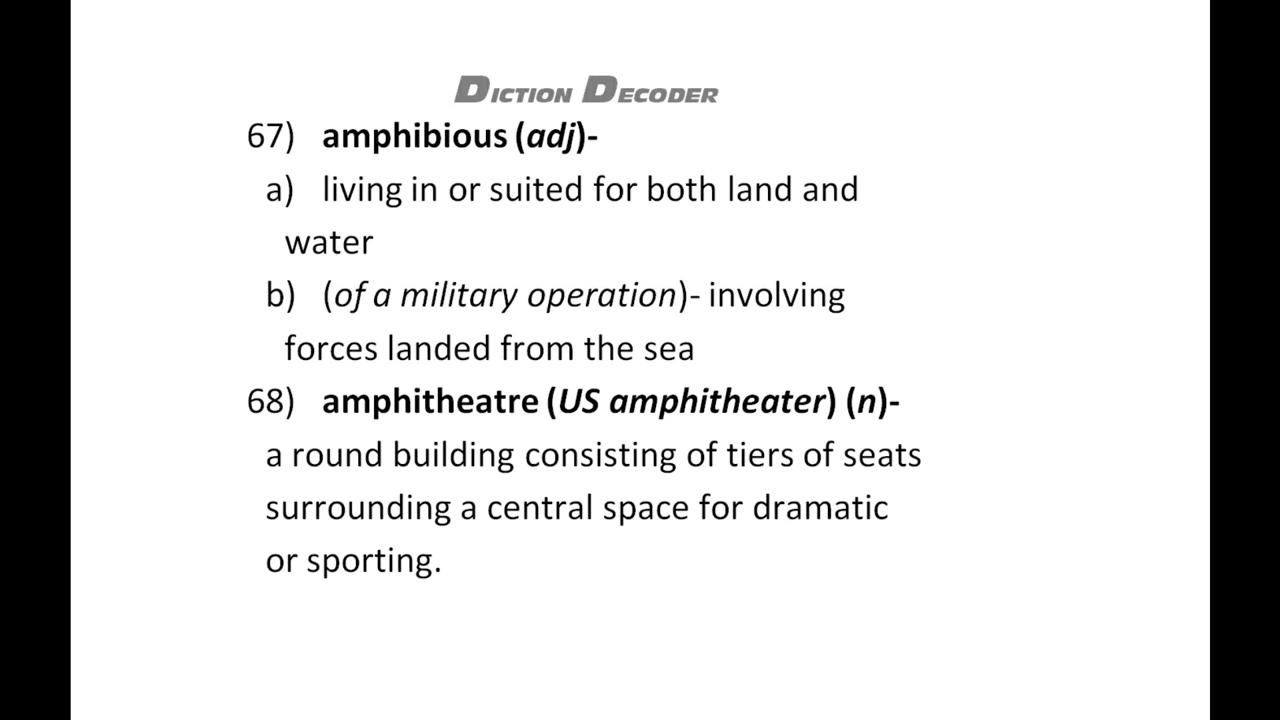 DICTION DECODER
67) amphibious (adj)-
a) living in or suited for both land and
water
b) (of a military operation)- involving
forces landed from the sea
68) amphitheatre (US amphitheater) (n)-
a round building consisting of tiers of seats
surrounding a central space for dramatic
or sporting.